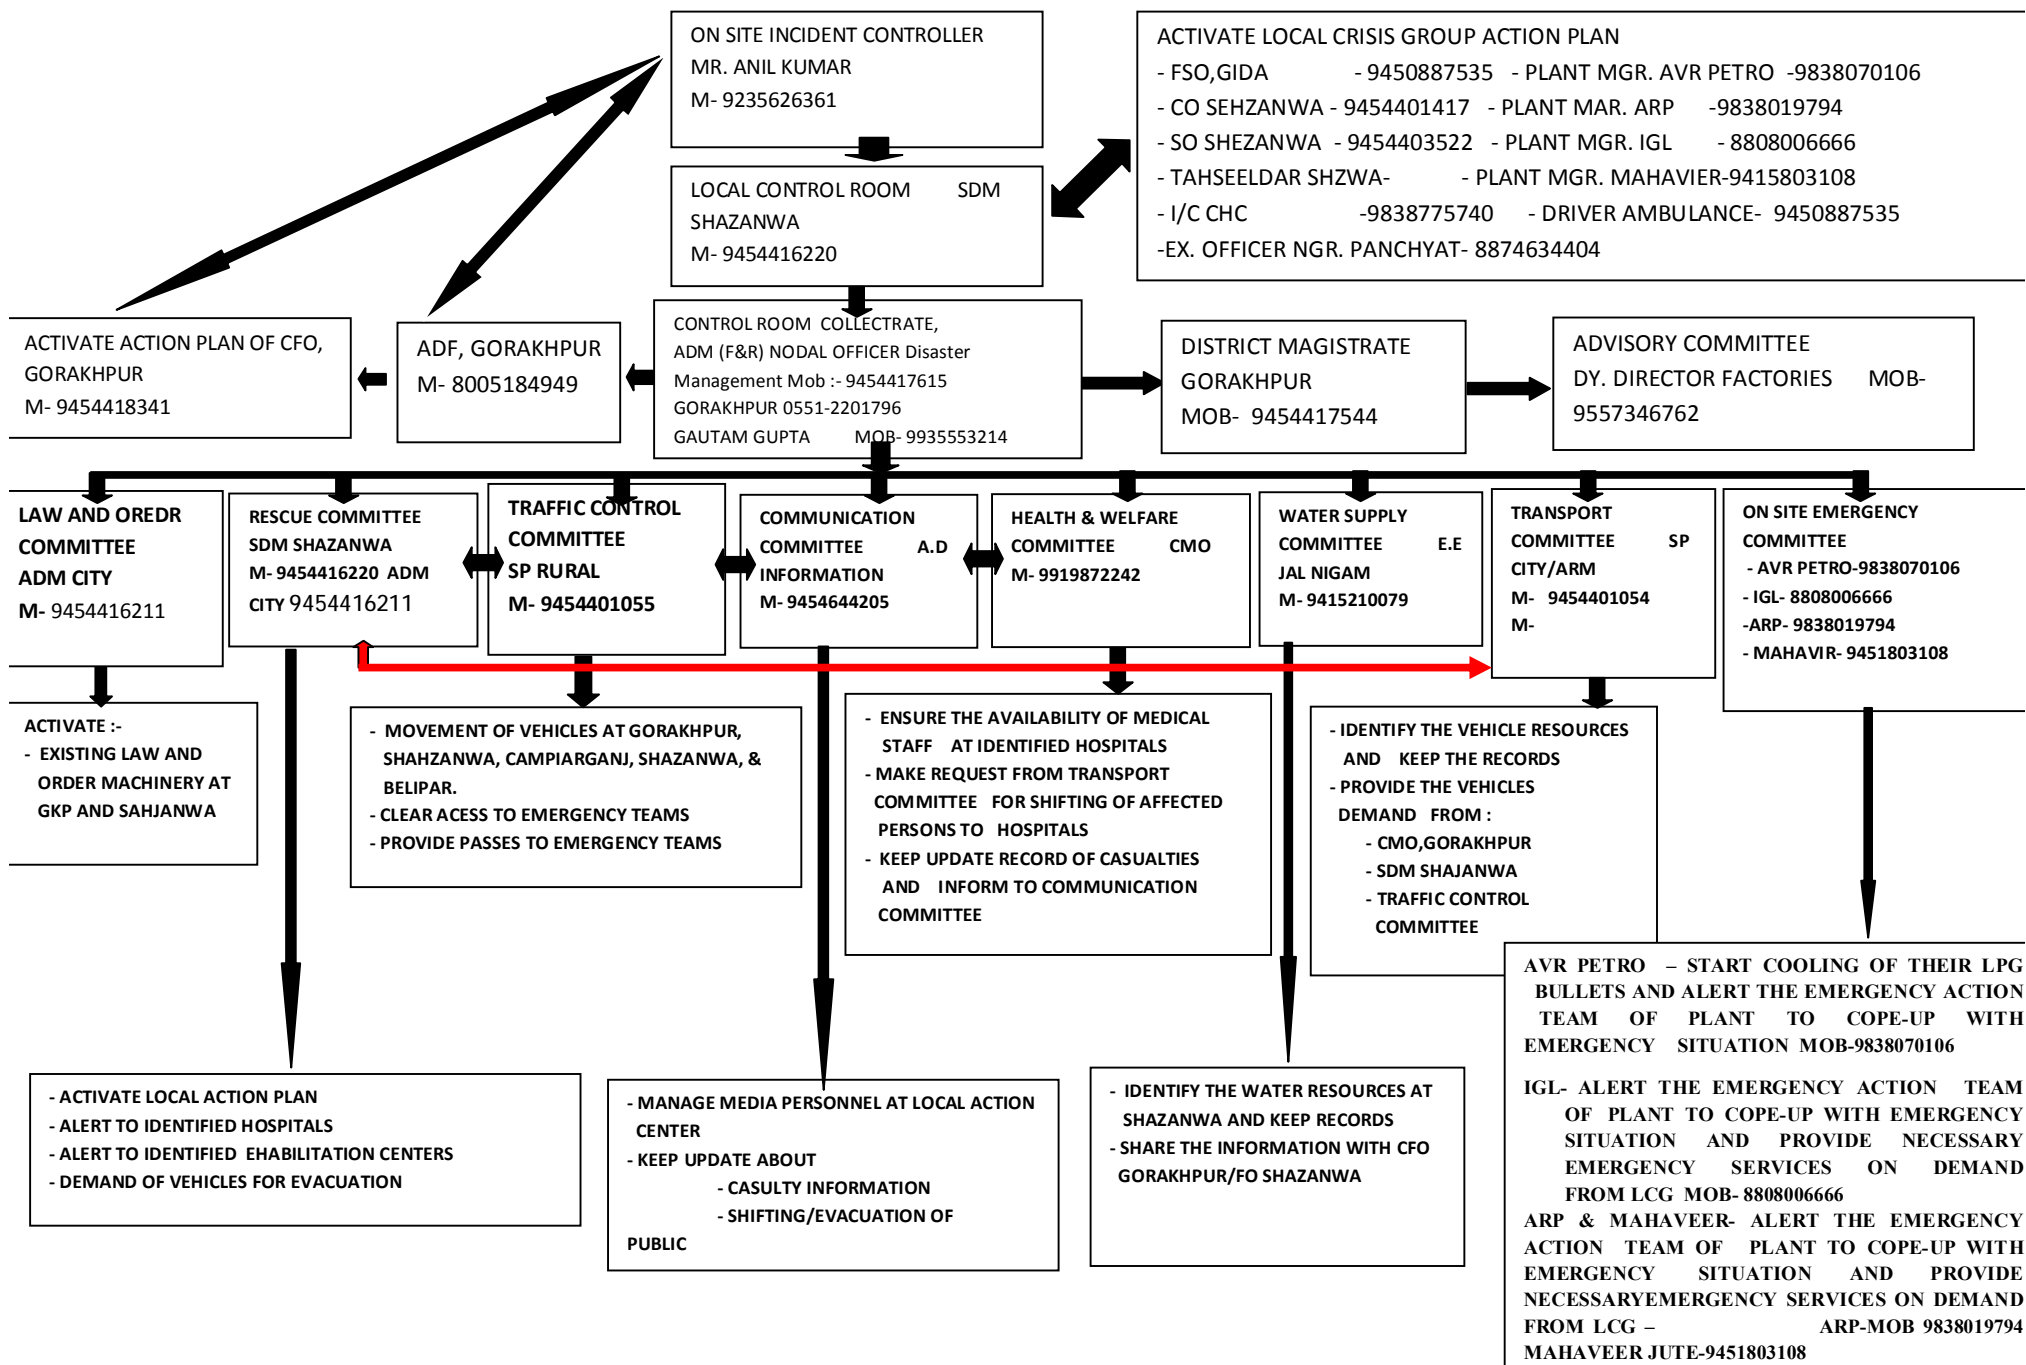 ON SITE INCIDENT CONTROLLER
MR. ANIL KUMAR
M- 9235626361
ACTIVATE LOCAL CRISIS GROUP ACTION PLAN
- FSO,GIDA - 9450887535 - PLANT MGR. AVR PETRO -9838070106
- CO SEHZANWA - 9454401417 - PLANT MAR. ARP -9838019794
- SO SHEZANWA - 9454403522 - PLANT MGR. IGL - 8808006666
- TAHSEELDAR SHZWA- - PLANT MGR. MAHAVIER-9415803108
- I/C CHC -9838775740 - DRIVER AMBULANCE- 9450887535
-EX. OFFICER NGR. PANCHYAT- 8874634404
LOCAL CONTROL ROOM SDM
SHAZANWA
M- 9454416220
ACTIVATE ACTION PLAN OF CFO,
GORAKHPUR
M- 9454418341
ADF, GORAKHPUR
M- 8005184949
CONTROL ROOM COLLECTRATE,
ADM (F&R) NODAL OFFICER Disaster
Management Mob :- 9454417615
GORAKHPUR 0551-2201796
GAUTAM GUPTA MOB- 9935553214
DISTRICT MAGISTRATE
GORAKHPUR
MOB- 9454417544
ADVISORY COMMITTEE
DY. DIRECTOR FACTORIES MOB-
9557346762
LAW AND OREDR
COMMITTEE
ADM CITY
M- 9454416211
RESCUE COMMITTEE
SDM SHAZANWA
M- 9454416220 ADM
CITY 9454416211
TRAFFIC CONTROL
COMMITTEE
SP RURAL
M- 9454401055
COMMUNICATION
COMMITTEE A.D
INFORMATION
M- 9454644205
HEALTH & WELFARE
COMMITTEE CMO
M- 9919872242
WATER SUPPLY
COMMITTEE E.E
JAL NIGAM
M- 9415210079
TRANSPORT
COMMITTEE SP
CITY/ARM
M- 9454401054
M-
ON SITE EMERGENCY
COMMITTEE
- AVR PETRO-9838070106
- IGL- 8808006666
-ARP- 9838019794
- MAHAVIR- 9451803108
ACTIVATE :-
- EXISTING LAW AND
ORDER MACHINERY AT
GKP AND SAHJANWA
- MOVEMENT OF VEHICLES AT GORAKHPUR,
SHAHZANWA, CAMPIARGANJ, SHAZANWA, &
BELIPAR.
- CLEAR ACESS TO EMERGENCY TEAMS
- PROVIDE PASSES TO EMERGENCY TEAMS
- ENSURE THE AVAILABILITY OF MEDICAL
STAFF AT IDENTIFIED HOSPITALS
- MAKE REQUEST FROM TRANSPORT
COMMITTEE FOR SHIFTING OF AFFECTED
PERSONS TO HOSPITALS
- KEEP UPDATE RECORD OF CASUALTIES
AND INFORM TO COMMUNICATION
COMMITTEE
- IDENTIFY THE VEHICLE RESOURCES
AND KEEP THE RECORDS
- PROVIDE THE VEHICLES
DEMAND FROM :
- CMO,GORAKHPUR
- SDM SHAJANWA
- TRAFFIC CONTROL
COMMITTEE
- ACTIVATE LOCAL ACTION PLAN
- ALERT TO IDENTIFIED HOSPITALS
- ALERT TO IDENTIFIED EHABILITATION CENTERS
- DEMAND OF VEHICLES FOR EVACUATION
- MANAGE MEDIA PERSONNEL AT LOCAL ACTION
CENTER
- KEEP UPDATE ABOUT
- CASULTY INFORMATION
- SHIFTING/EVACUATION OF
PUBLIC
- IDENTIFY THE WATER RESOURCES AT
SHAZANWA AND KEEP RECORDS
- SHARE THE INFORMATION WITH CFO
GORAKHPUR/FO SHAZANWA
AVR PETRO – START COOLING OF THEIR LPG
BULLETS AND ALERT THE EMERGENCY ACTION
TEAM OF PLANT TO COPE-UP WITH
EMERGENCY SITUATION MOB-9838070106
IGL- ALERT THE EMERGENCY ACTION TEAM
OF PLANT TO COPE-UP WITH EMERGENCY
SITUATION AND PROVIDE NECESSARY
EMERGENCY SERVICES ON DEMAND
FROM LCG MOB- 8808006666
ARP & MAHAVEER- ALERT THE EMERGENCY
ACTION TEAM OF PLANT TO COPE-UP WITH
EMERGENCY SITUATION AND PROVIDE
NECESSARYEMERGENCY SERVICES ON DEMAND
FROM LCG – ARP-MOB 9838019794
MAHAVEER JUTE-9451803108